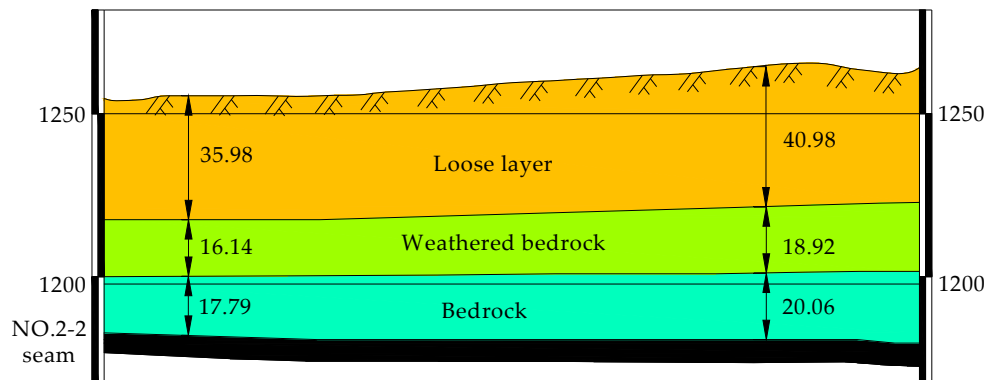 1250
1250
35.98
Loose layer
40.98
16.14
Weathered bedrock
18.92
1200
1200
17.79
Bedrock
20.06
NO.2-2
seam